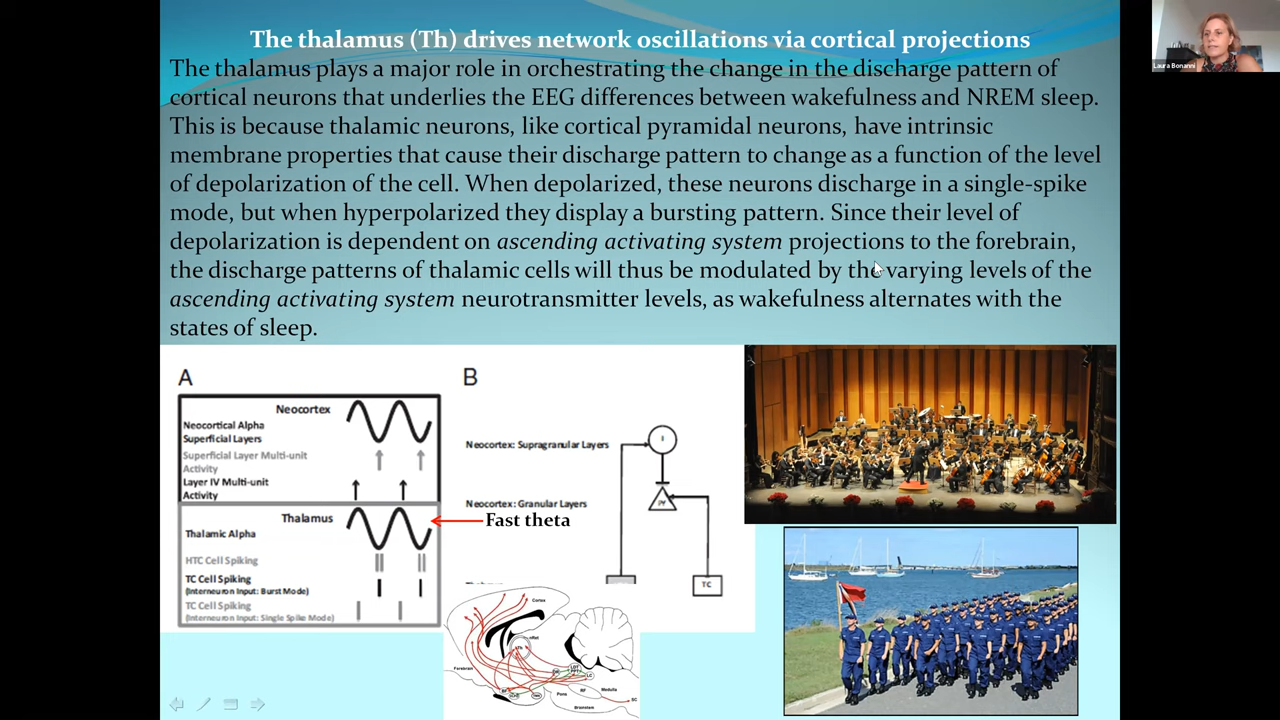 The thalamus (Th) drives network oscillations via cortical projections
The thalamus plays a major role in orchestrating the change in the discharge pattern of
cortical neurons that underlies the EEG differences between wakefulness and NREM sleep.
This is because thalamic neurons, like cortical pyramidal neurons, have intrinsic
membrane properties that cause their discharge pattern to change as a function of the level
of depolarization of the cell. When depolarized, these neurons discharge in a single-spike
mode, but when hyperpolarized they display a bursting pattern. Since their level of
depolarization is dependent on ascending activating system projections to the forebrain,
the discharge patterns of thalamic cells will thus be modulated by the varying levels of the
ascending activating system neurotransmitter levels, as wakefulness alternates with the
states of sleep.
Laura Bonanni
A
Neocortex
Neocortical Alpha
Superficial Layers
Superficial Layer Multi-unit
Activity
Layer IV Multi-unit
Activity
Thalamus
Thalamic Alpha
HTC Cell Spiking
TC Cell Spiking
(Interneuron Input: Burst Mode)
TC Cell Spiking
(Interneuron Input: Single Spike Mode)
Fast theta
B
Neocortex: Supragranular Layers
I
Neocortex: Granular Layers
PY
TC
Cortex
Th
Forebrain
LC
Pons
RF
Medulla
SC
Brainstem